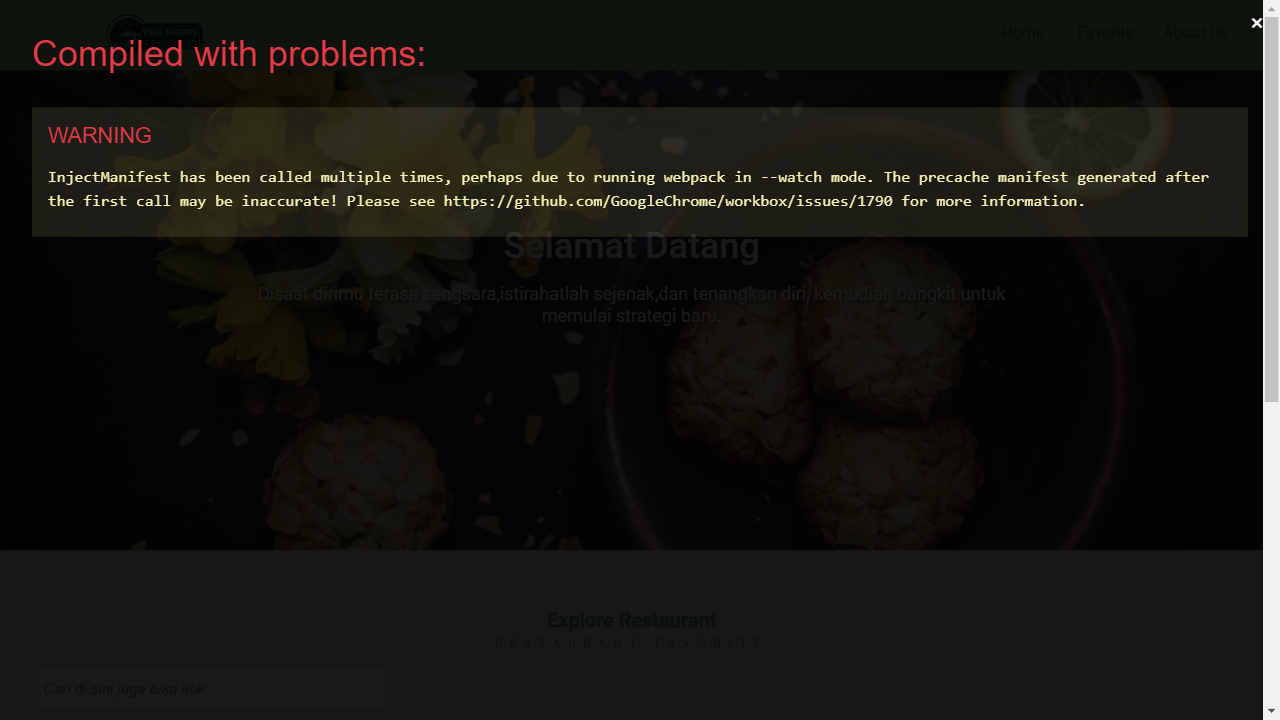 YOK NGOPI
Home Favorite About Us
×
Compiled with problems:
WARNING
InjectManifest has been called multiple times, perhaps due to running webpack in --watch mode. The precache manifest generated after
the first call may be inaccurate! Please see https://github.com/GoogleChrome/workbox/issues/1790 for more information.
Selamat Datang
Disaat dirimu terasa sengsara,istirahatlah sejenak,dan tenangkan diri, kemudian bangkit untuk
memulai strategi baru...
Explore Restaurant
RESTAURANT FAVORITE
Cari di sini juga bisa kok